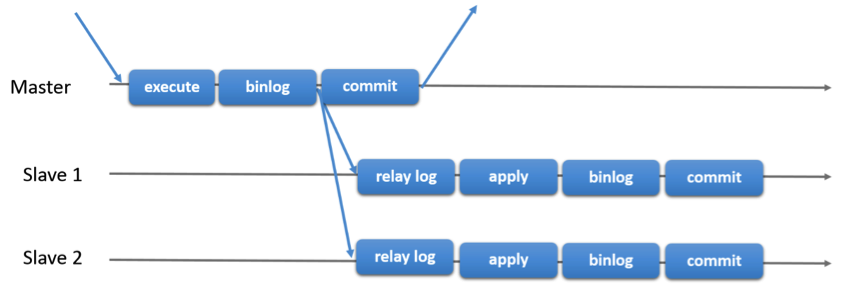 Master execute binlog commit
Slave 1 relay log apply binlog commit
Slave 2 relay log apply binlog commit